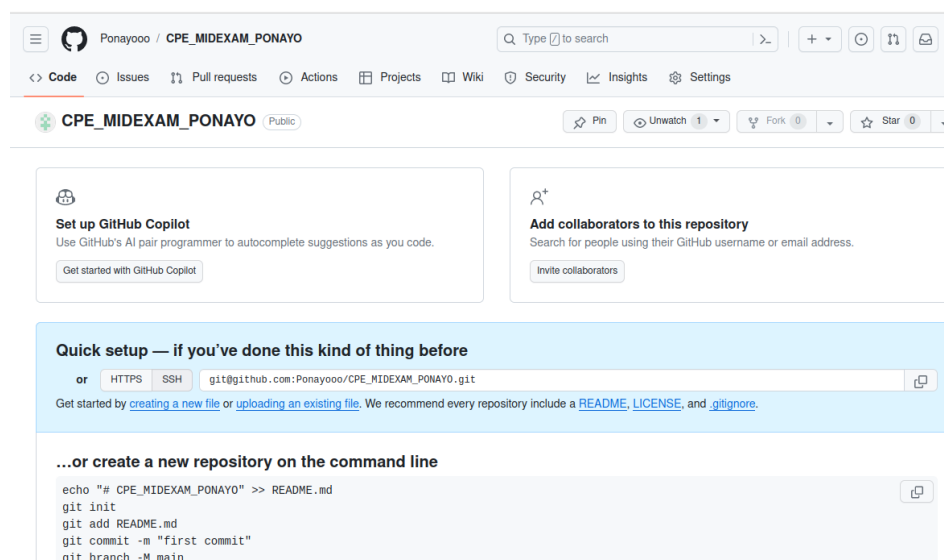 Ponayooo / CPE_MIDEXAM_PONAYO
Type / to search
Code Issues Pull requests Actions Projects Wiki Security Insights Settings
CPE_MIDEXAM_PONAYO Public
Pin Unwatch 1 Fork 0 Star 0
Set up GitHub Copilot
Use GitHub's AI pair programmer to autocomplete suggestions as you code.
Get started with GitHub Copilot
Add collaborators to this repository
Search for people using their GitHub username or email address.
Invite collaborators
Quick setup — if you've done this kind of thing before
or HTTPS SSH git@github.com:Ponayooo/CPE_MIDEXAM_PONAYO.git
Get started by creating a new file or uploading an existing file. We recommend every repository include a README, LICENSE, and .gitignore.
…or create a new repository on the command line
echo "# CPE_MIDEXAM_PONAYO" >> README.md
git init
git add README.md
git commit -m "first commit"
git branch -M main